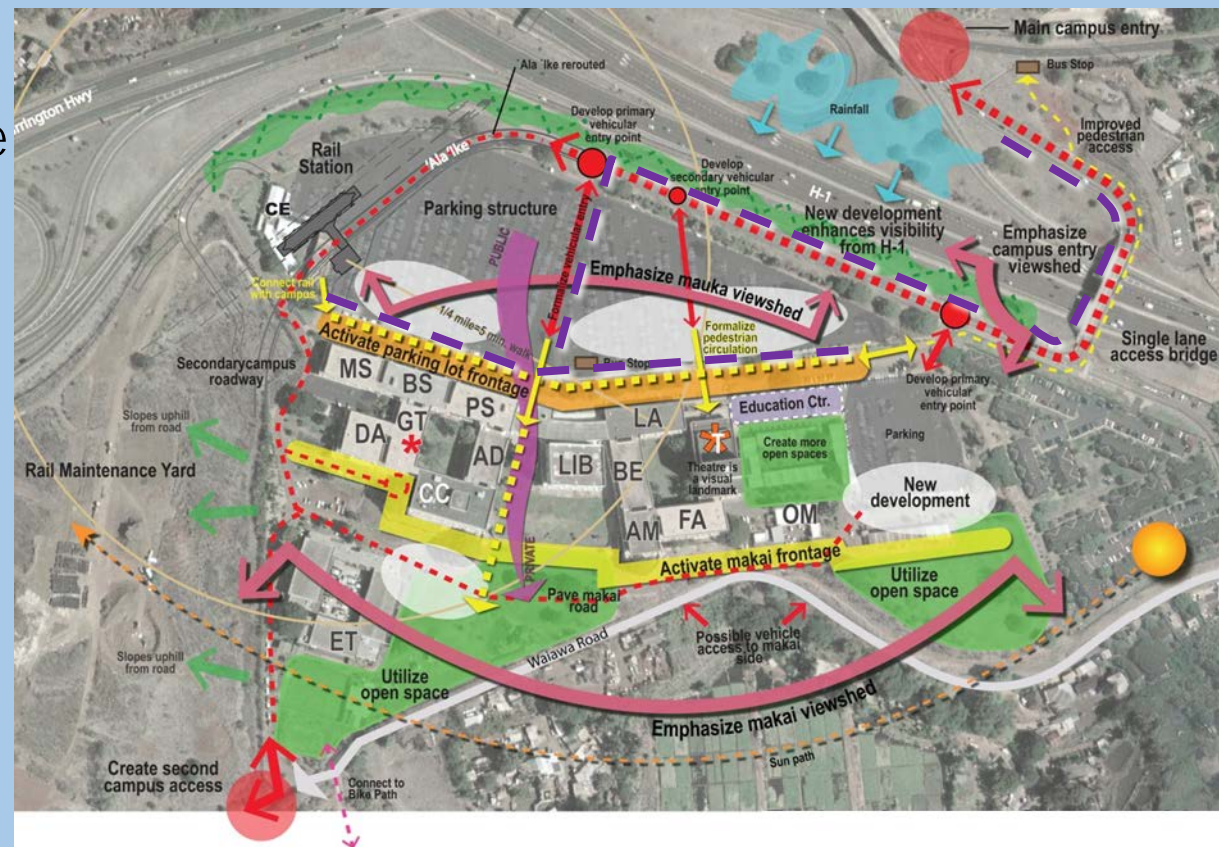 Main campus entry
Bus Stop
'Ala 'Ike rerouted
rrington Hwy
e
Develop primary
vehicular
entry point
Rainfall
Improved
pedestrian
access
Rail
Station
'Ala 'Ike
Develop
secondary vehicular
entry point
H-1
CE
Parking structure
New development
enhances visibility
from H-1
Emphasize
campus entry
viewshed
PUBLIC
Formalize vehicular entry
Emphasize mauka viewshed
Connect rail
with campus
1/4 mile=5 min. walk
Formalize
pedestrian
circulation
Single lane
access bridge
Activate parking lot frontage
Bus Stop
Secondarycampus
roadway
MS
BS
PS
LA
Develop primary
vehicular
entry point
Education Ctr.
GT
DA
*
AD
LIB
BE
T
Theatre is
a visual
landmark
Create more
open spaces
Parking
Slopes uphill
from road
Rail Maintenance Yard
CC
New
development
AM
FA
OM
PRIVATE
Activate makai frontage
Pave makai
road
Utilize
open space
ET
Waiawa Road
Possible vehicle
access to makai
side
Slopes uphill
from road
Utilize
open space
Emphasize makai viewshed
Sun path
Create second
campus access
Connect to
Bike Path